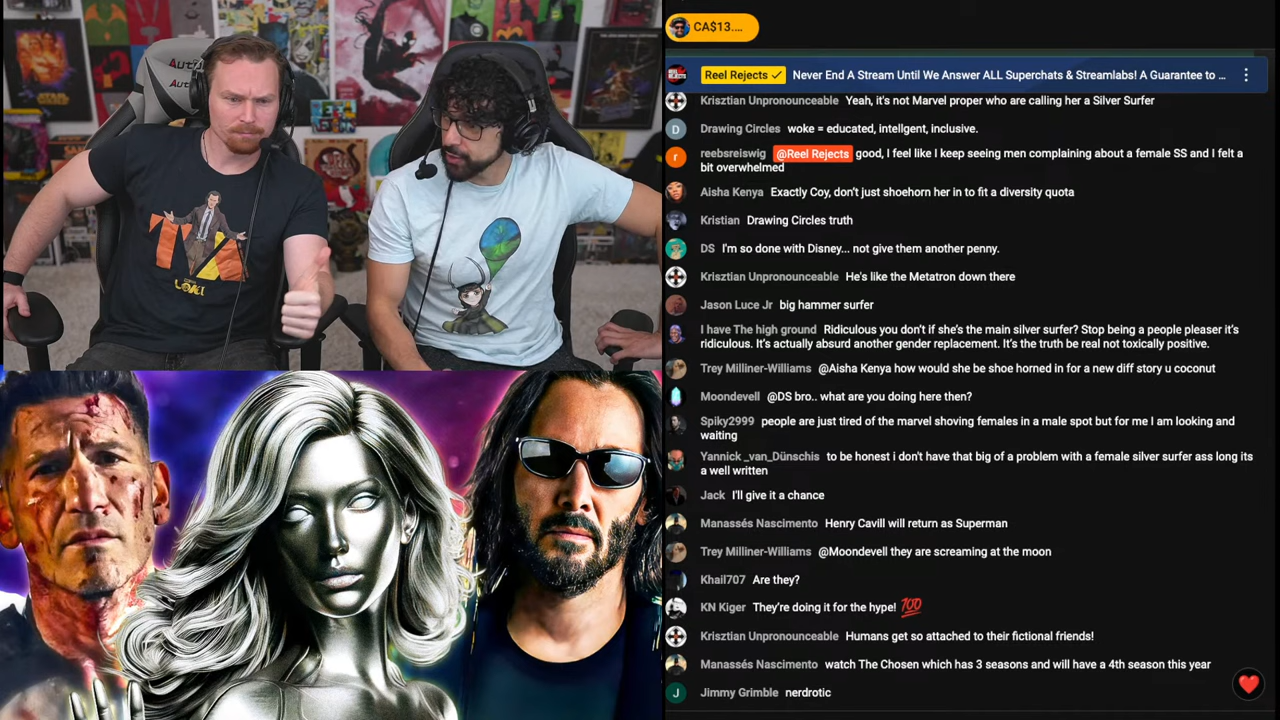 CA$13....
Reel Rejects Never End A Stream Until We Answer ALL Superchats & Streamlabs! A Guarantee to ...
Krisztian Unpronounceable Yeah, it's not Marvel proper who are calling her a Silver Surfer
D Drawing Circles woke = educated, intellgent, inclusive.
r reebsreiswig @Reel Rejects good, I feel like I keep seeing men complaining about a female SS and I felt a
bit overwhelmed
Aisha Kenya Exactly Coy, don't just shoehorn her in to fit a diversity quota
Kristian Drawing Circles truth
DS I'm so done with Disney... not give them another penny.
Krisztian Unpronounceable He's like the Metatron down there
Jason Luce Jr big hammer surfer
I have The high ground Ridiculous you don't if she's the main silver surfer? Stop being a people pleaser it's
ridiculous. It's actually absurd another gender replacement. It's the truth be real not toxically positive.
Trey Milliner-Williams @Aisha Kenya how would she be shoe horned in for a new diff story u coconut
Moondevell @DS bro.. what are you doing here then?
Spiky2999 people are just tired of the marvel shoving females in a male spot but for me I am looking and
waiting
Yannick _van_Dünschis to be honest i don't have that big of a problem with a female silver surfer ass long its
a well written
Jack I'll give it a chance
Manassés Nascimento Henry Cavill will return as Superman
Trey Milliner-Williams @Moondevell they are screaming at the moon
Khail707 Are they?
KN Kiger They're doing it for the hype! 💯
Krisztian Unpronounceable Humans get so attached to their fictional friends!
Manassés Nascimento watch The Chosen which has 3 seasons and will have a 4th season this year
J Jimmy Grimble nerdrotic
TVA
LOKI